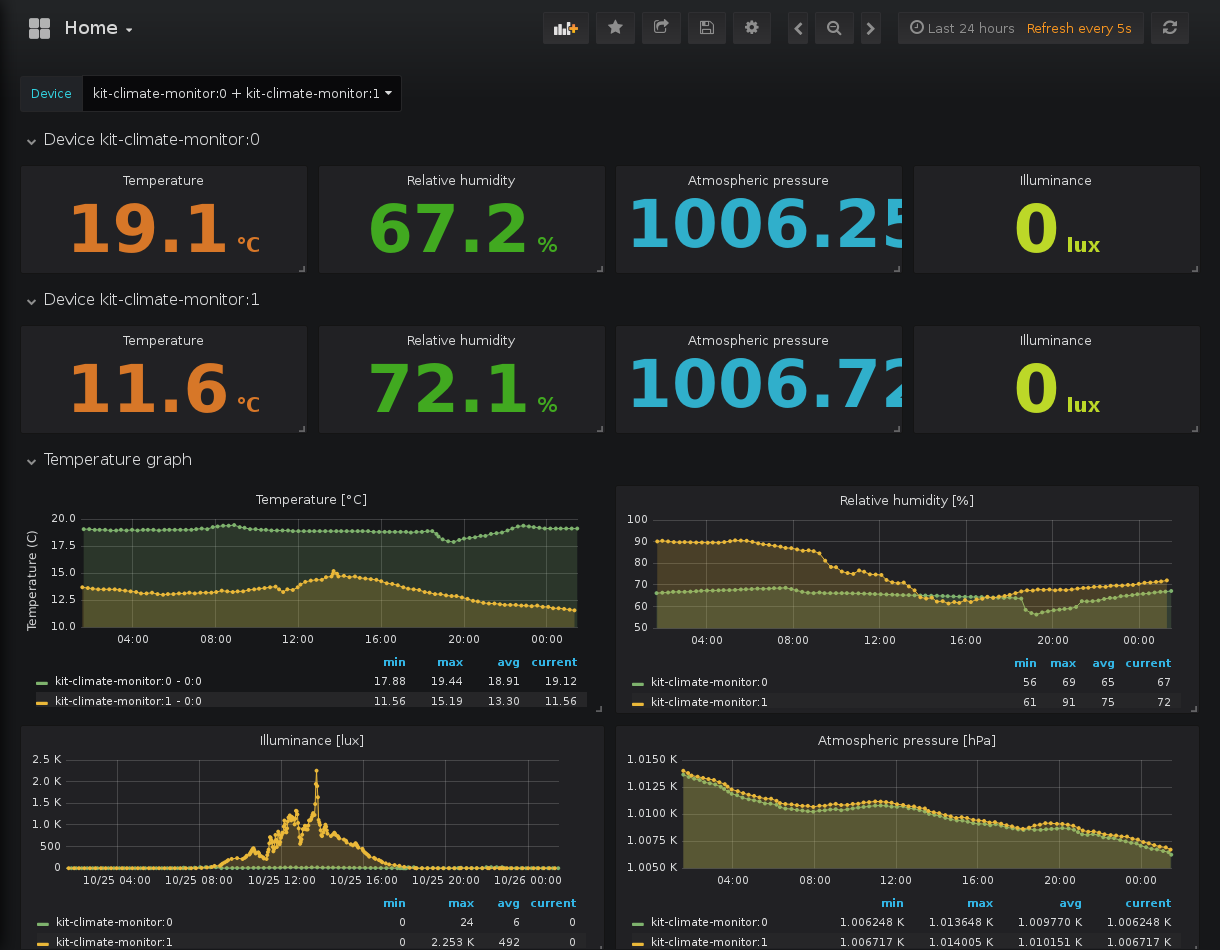 Home
Last 24 hours Refresh every 5s
Device kit-climate-monitor:0 + kit-climate-monitor:1
Device kit-climate-monitor:0
Temperature Relative humidity Atmospheric pressure Illuminance
19.1 °C 67.2 % 1006.25 0 lux
Device kit-climate-monitor:1
Temperature Relative humidity Atmospheric pressure Illuminance
11.6 °C 72.1 % 1006.72 0 lux
Temperature graph
Temperature [°C]
Temperature (C)
20.0
17.5
15.0
12.5
10.0
04:00 08:00 12:00 16:00 20:00 00:00
min max avg current
kit-climate-monitor:0 - 0:0 17.88 19.44 18.91 19.12
kit-climate-monitor:1 - 0:0 11.56 15.19 13.30 11.56
Relative humidity [%]
100
90
80
70
60
50
04:00 08:00 12:00 16:00 20:00 00:00
min max avg current
kit-climate-monitor:0 56 69 65 67
kit-climate-monitor:1 61 91 75 72
Illuminance [lux]
2.5 K
2.0 K
1.5 K
1.0 K
500
0
10/25 04:00 10/25 08:00 10/25 12:00 10/25 16:00 10/25 20:00 10/26 00:00
min max avg current
kit-climate-monitor:0 0 24 6 0
kit-climate-monitor:1 0 2.253 K 492 0
Atmospheric pressure [hPa]
1.0150 K
1.0125 K
1.0100 K
1.0075 K
1.0050 K
04:00 08:00 12:00 16:00 20:00 00:00
min max avg current
kit-climate-monitor:0 1.006248 K 1.013648 K 1.009770 K 1.006248 K
kit-climate-monitor:1 1.006717 K 1.014005 K 1.010151 K 1.006717 K